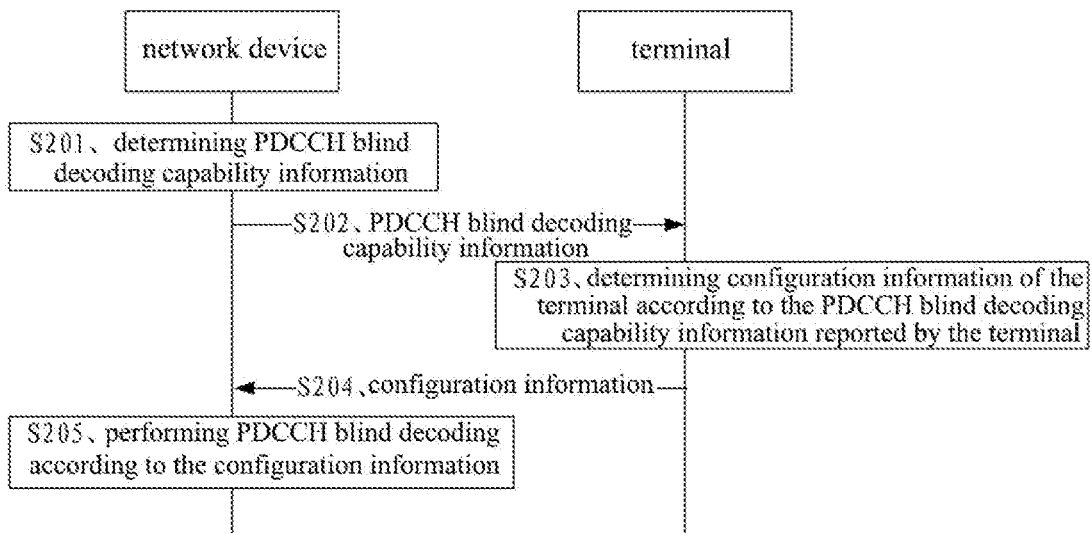 network device
terminal
S201、determining PDCCH blind
decoding capability information
S202、PDCCH blind decoding
capability information
S203、determining configuration information of the
terminal according to the PDCCH blind decoding
capability information reported by the terminal
S204、configuration information
S205、performing PDCCH blind decoding
according to the configuration information